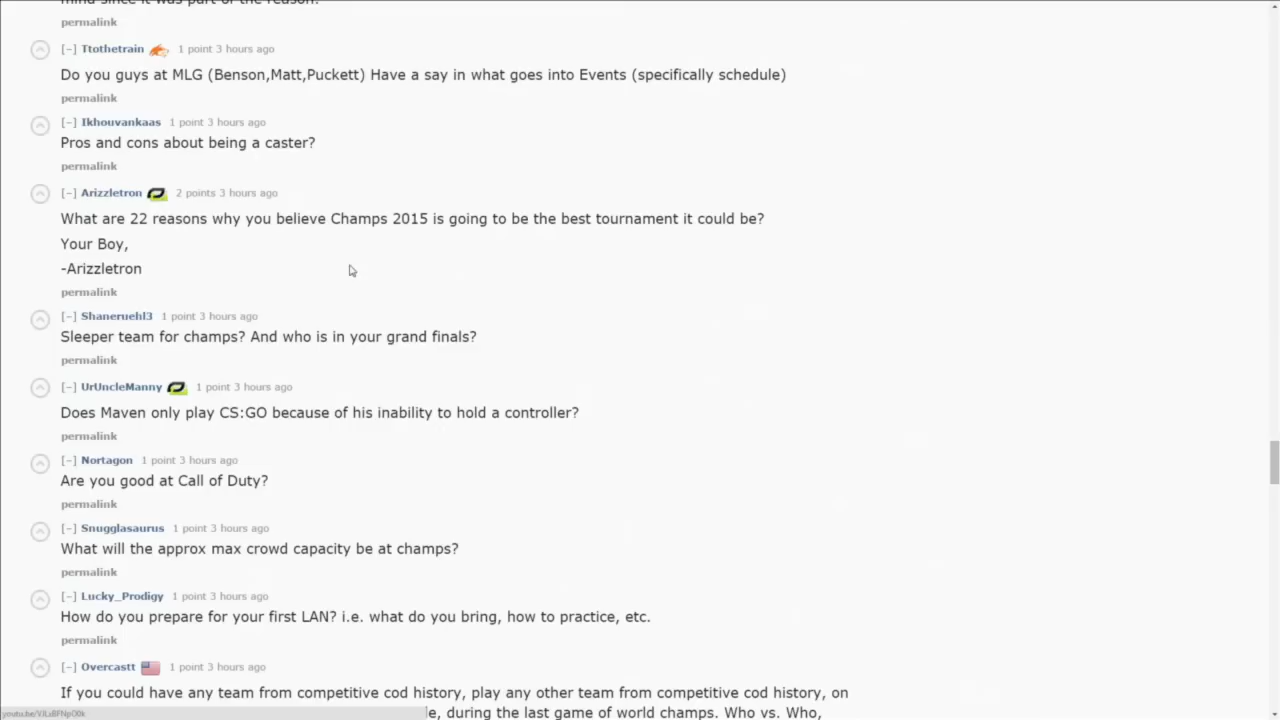 mind since it was part of the reason?
permalink
[-] Ttothetrain 1 point 3 hours ago
Do you guys at MLG (Benson,Matt,Puckett) Have a say in what goes into Events (specifically schedule)
permalink
[-] Ikhouvankaas 1 point 3 hours ago
Pros and cons about being a caster?
permalink
[-] Arizzletron 2 points 3 hours ago
What are 22 reasons why you believe Champs 2015 is going to be the best tournament it could be?
Your Boy,
-Arizzletron
permalink
[-] Shaneruehl3 1 point 3 hours ago
Sleeper team for champs? And who is in your grand finals?
permalink
[-] UrUncleManny 1 point 3 hours ago
Does Maven only play CS:GO because of his inability to hold a controller?
permalink
[-] Nortagon 1 point 3 hours ago
Are you good at Call of Duty?
permalink
[-] Snugglasaurus 1 point 3 hours ago
What will the approx max crowd capacity be at champs?
permalink
[-] Lucky_Prodigy 1 point 3 hours ago
How do you prepare for your first LAN? i.e. what do you bring, how to practice, etc.
permalink
[-] Overcastt 1 point 3 hours ago
If you could have any team from competitive cod history, play any other team from competitive cod history, on
e, during the last game of world champs. Who vs. Who,